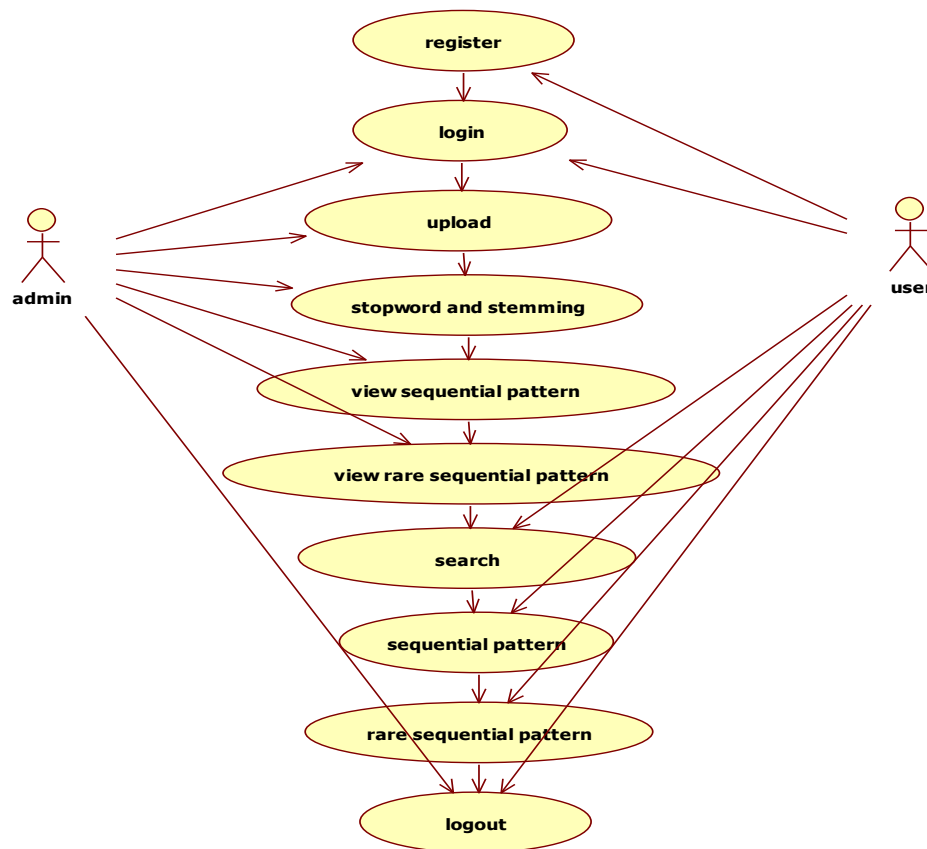 register
login
upload
admin
user
stopword and stemming
view sequential pattern
view rare sequential pattern
search
sequential pattern
rare sequential pattern
logout